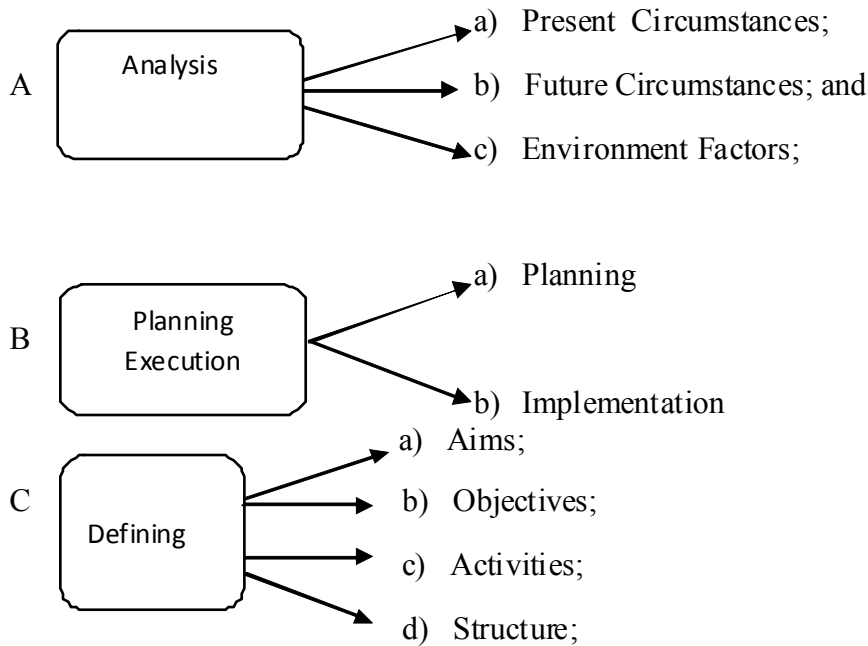 A
Analysis
a) Present Circumstances;
b) Future Circumstances; and
c) Environment Factors;
B
Planning
Execution
a) Planning
b) Implementation
C
Defining
a) Aims;
b) Objectives;
c) Activities;
d) Structure;